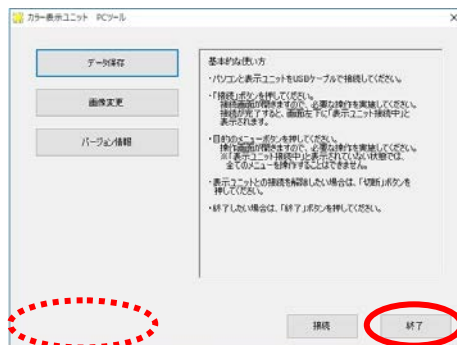 カラー表示ユニット PCツール
データ保存
画像変更
バージョン情報
基本的な使い方
・パソコンと表示ユニットをUSBケーブルで接続してください。
・「接続」ボタンを押してください。
接続画面が開きますので、必要な操作を実施してください。
接続が完了すると、画面左下に「表示ユニット接続中」と
表示されます。
・目的のメニューボタンを押してください。
操作画面が開きますので、必要な操作を実施してください。
※「表示ユニット接続中」と表示されていない状態では、
全てのメニューを操作することはできません。
・表示ユニットとの接続を解除したい場合は、「切断」ボタンを
押してください。
・終了したい場合は、「終了」ボタンを押してください。
接続
終了